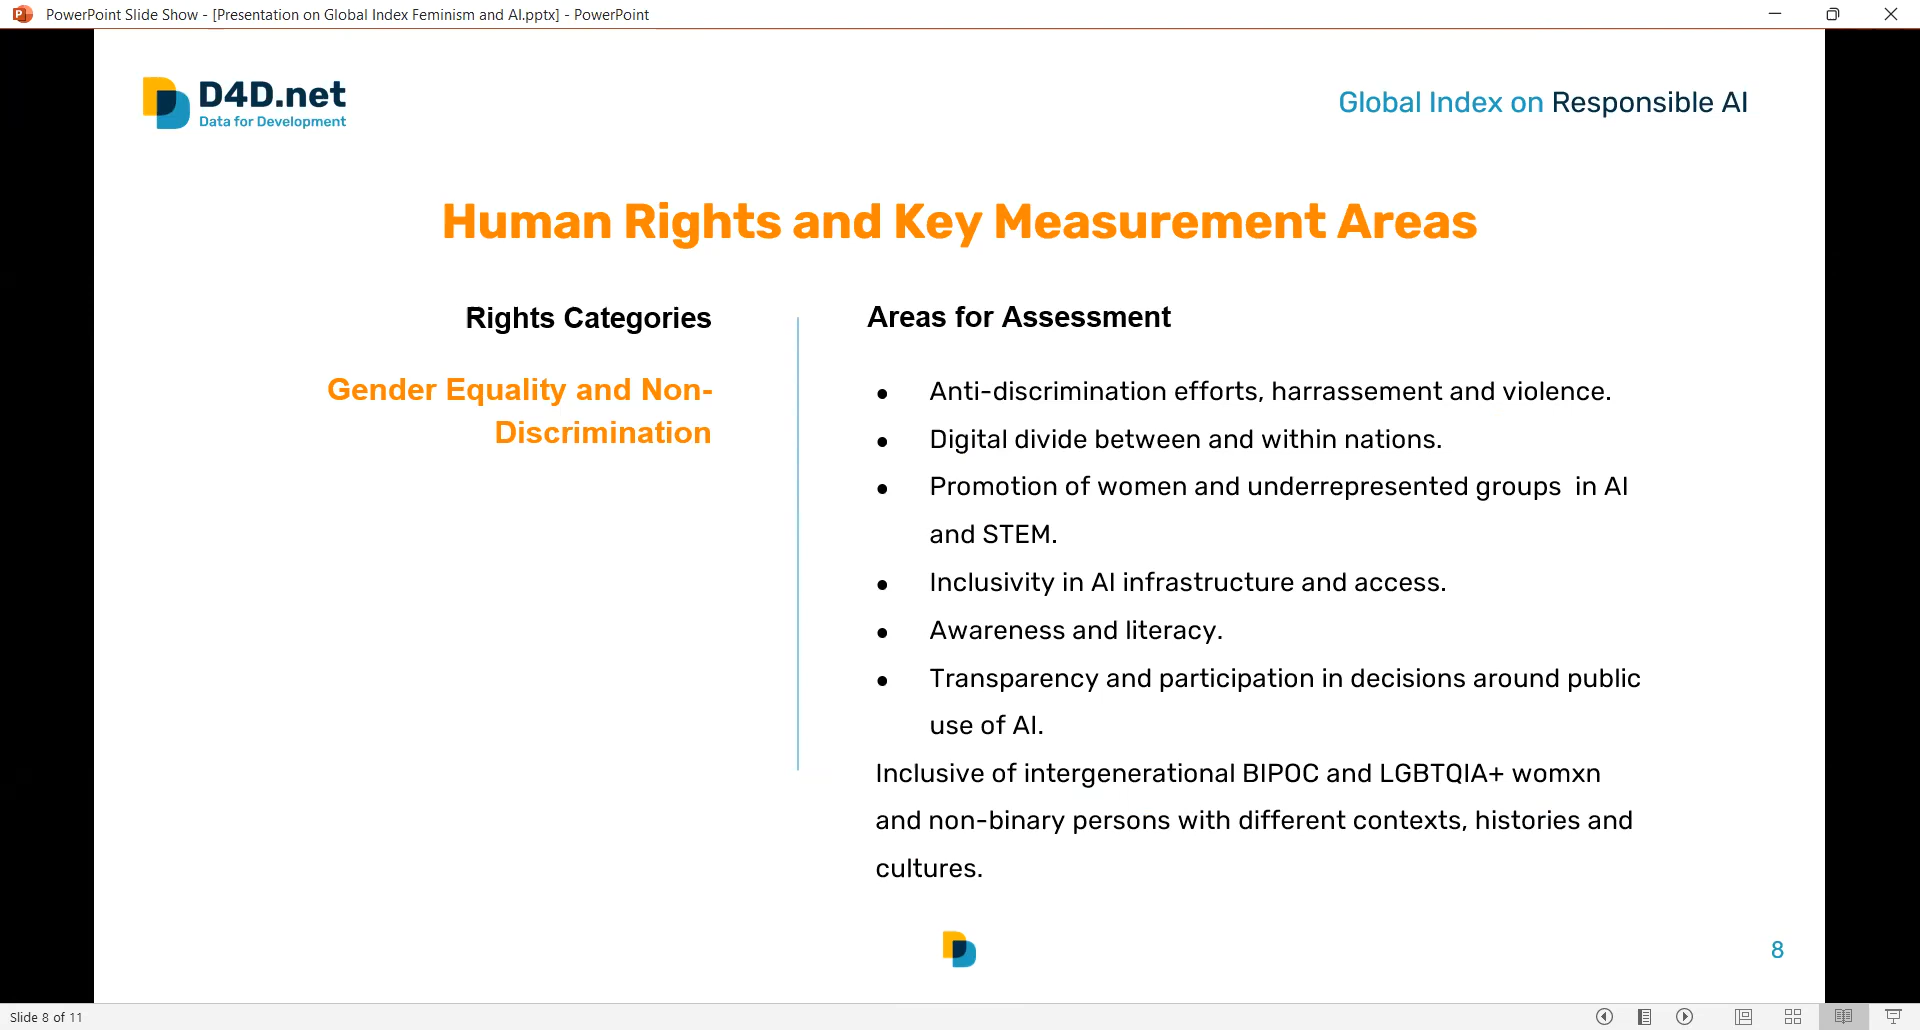 PowerPoint Slide Show - [Presentation on Global Index Feminism and AI.pptx] - PowerPoint
D4D.net
Data for Development
Global Index on Responsible AI
Human Rights and Key Measurement Areas
Rights Categories
Gender Equality and Non-
Discrimination
Areas for Assessment
● Anti-discrimination efforts, harrassement and violence.
● Digital divide between and within nations.
● Promotion of women and underrepresented groups  in AI
and STEM.
● Inclusivity in AI infrastructure and access.
● Awareness and literacy.
● Transparency and participation in decisions around public
use of AI.
Inclusive of intergenerational BIPOC and LGBTQIA+ womxn
and non-binary persons with different contexts, histories and
cultures.
8
Slide 8 of 11